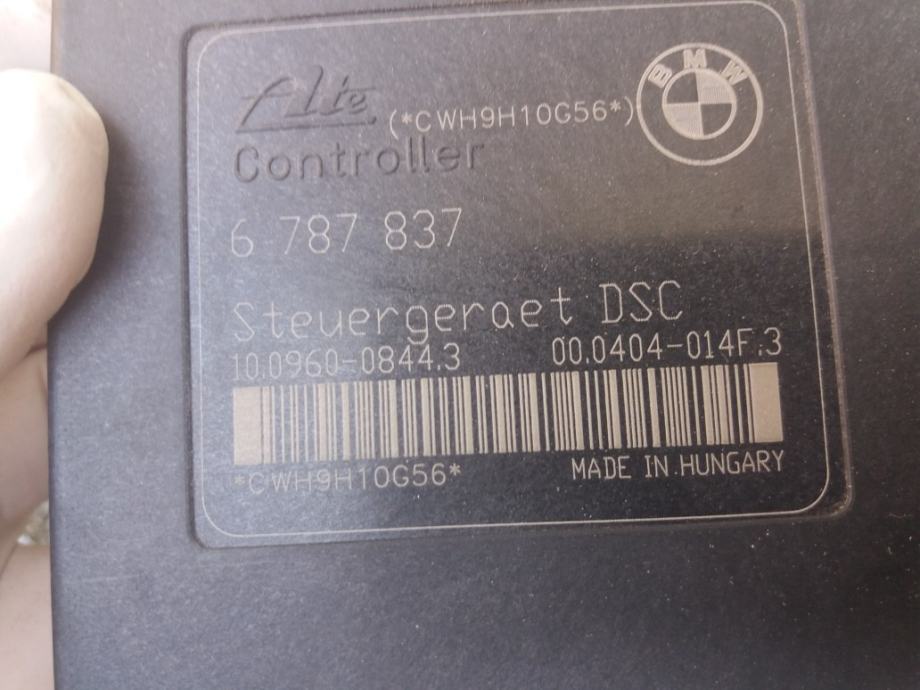 BMW
Ate (*CWH9H10G56*)
Controller
6 787 837
Steuergeraet DSC
10.0960-0844.3 00.0404-014F.3
*CWH9H10G56* MADE IN HUNGARY